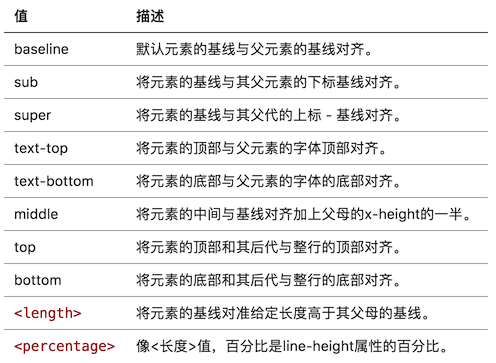 值 描述
baseline 默认元素的基线与父元素的基线对齐。
sub 将元素的基线与其父元素的下标基线对齐。
super 将元素的基线与其父代的上标 - 基线对齐。
text-top 将元素的顶部与父元素的字体顶部对齐。
text-bottom 将元素的底部与父元素的字体的底部对齐。
middle 将元素的中间与基线对齐加上父母的x-height的一半。
top 将元素的顶部和其后代与整行的顶部对齐。
bottom 将元素的底部和其后代与整行的底部对齐。
<length> 将元素的基线对准给定长度高于其父母的基线。
<percentage> 像<长度>值，百分比是line-height属性的百分比。